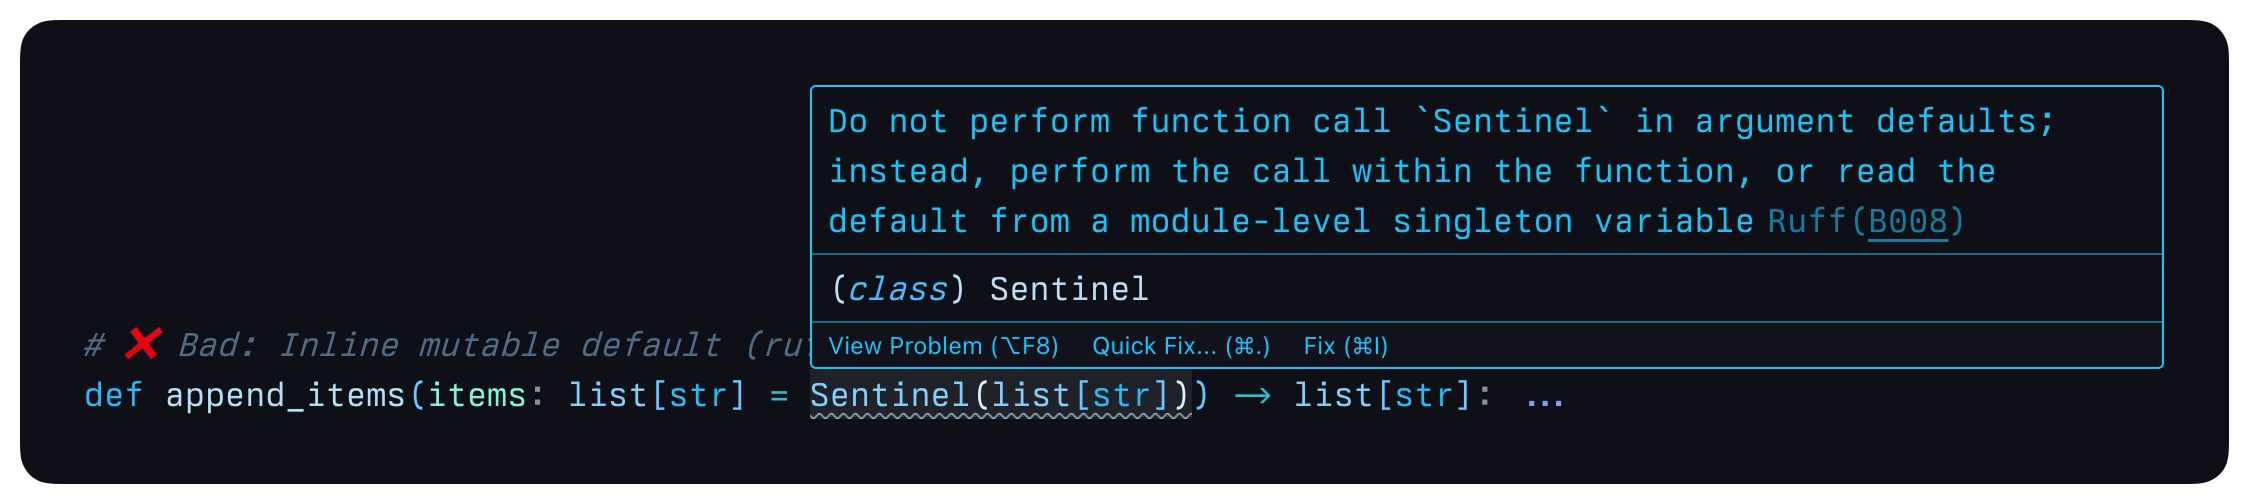 Do not perform function call `Sentinel` in argument defaults;
instead, perform the call within the function, or read the
default from a module-level singleton variable Ruff(B008)
(class) Sentinel
View Problem (⌥F8) Quick Fix... (⌘.) Fix (⌘I)
# ❌ Bad: Inline mutable default
def append_items(items: list[str] = Sentinel(list[str])) → list[str]: ...